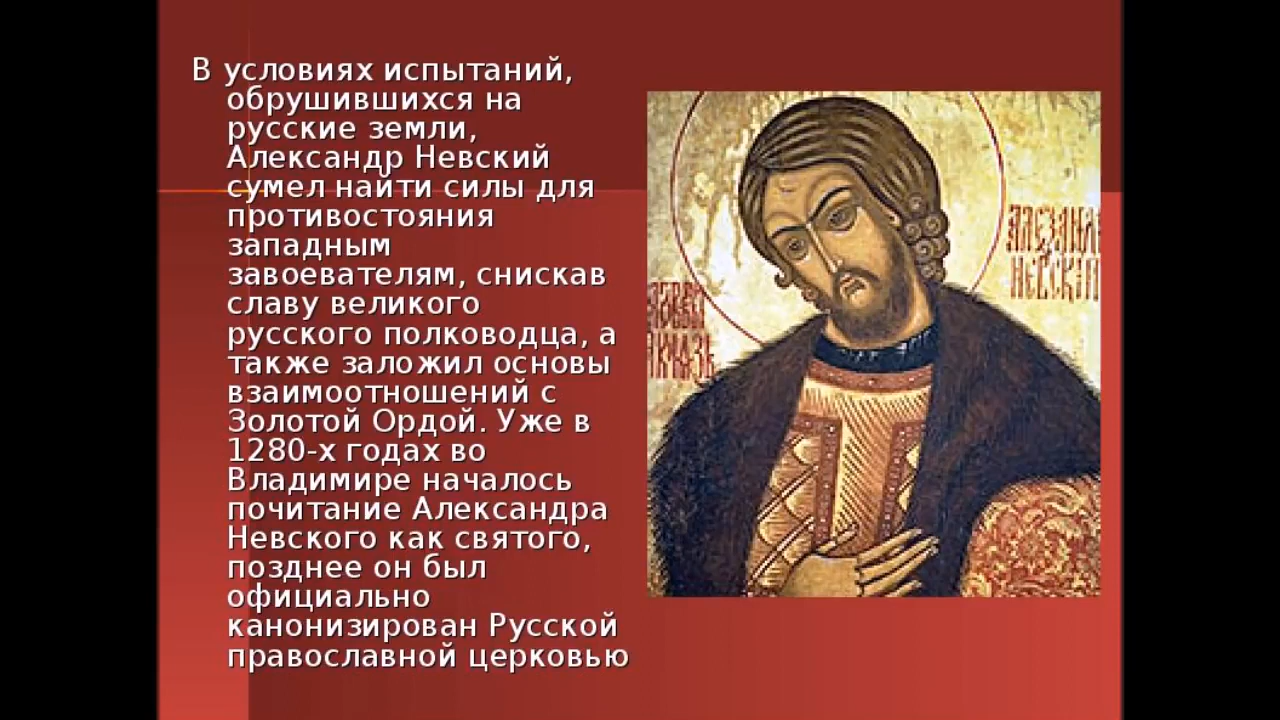 В условиях испытаний,
обрушившихся на
русские земли,
Александр Невский
сумел найти силы для
противостояния
западным
завоевателям, снискав
славу великого
русского полководца, а
также заложил основы
взаимоотношений с
Золотой Ордой. Уже в
1280-х годах во
Владимире началось
почитание Александра
Невского как святого,
позднее он был
официально
канонизирован Русской
православной церковью
НЕВСКІИ
КНЯЗЬ